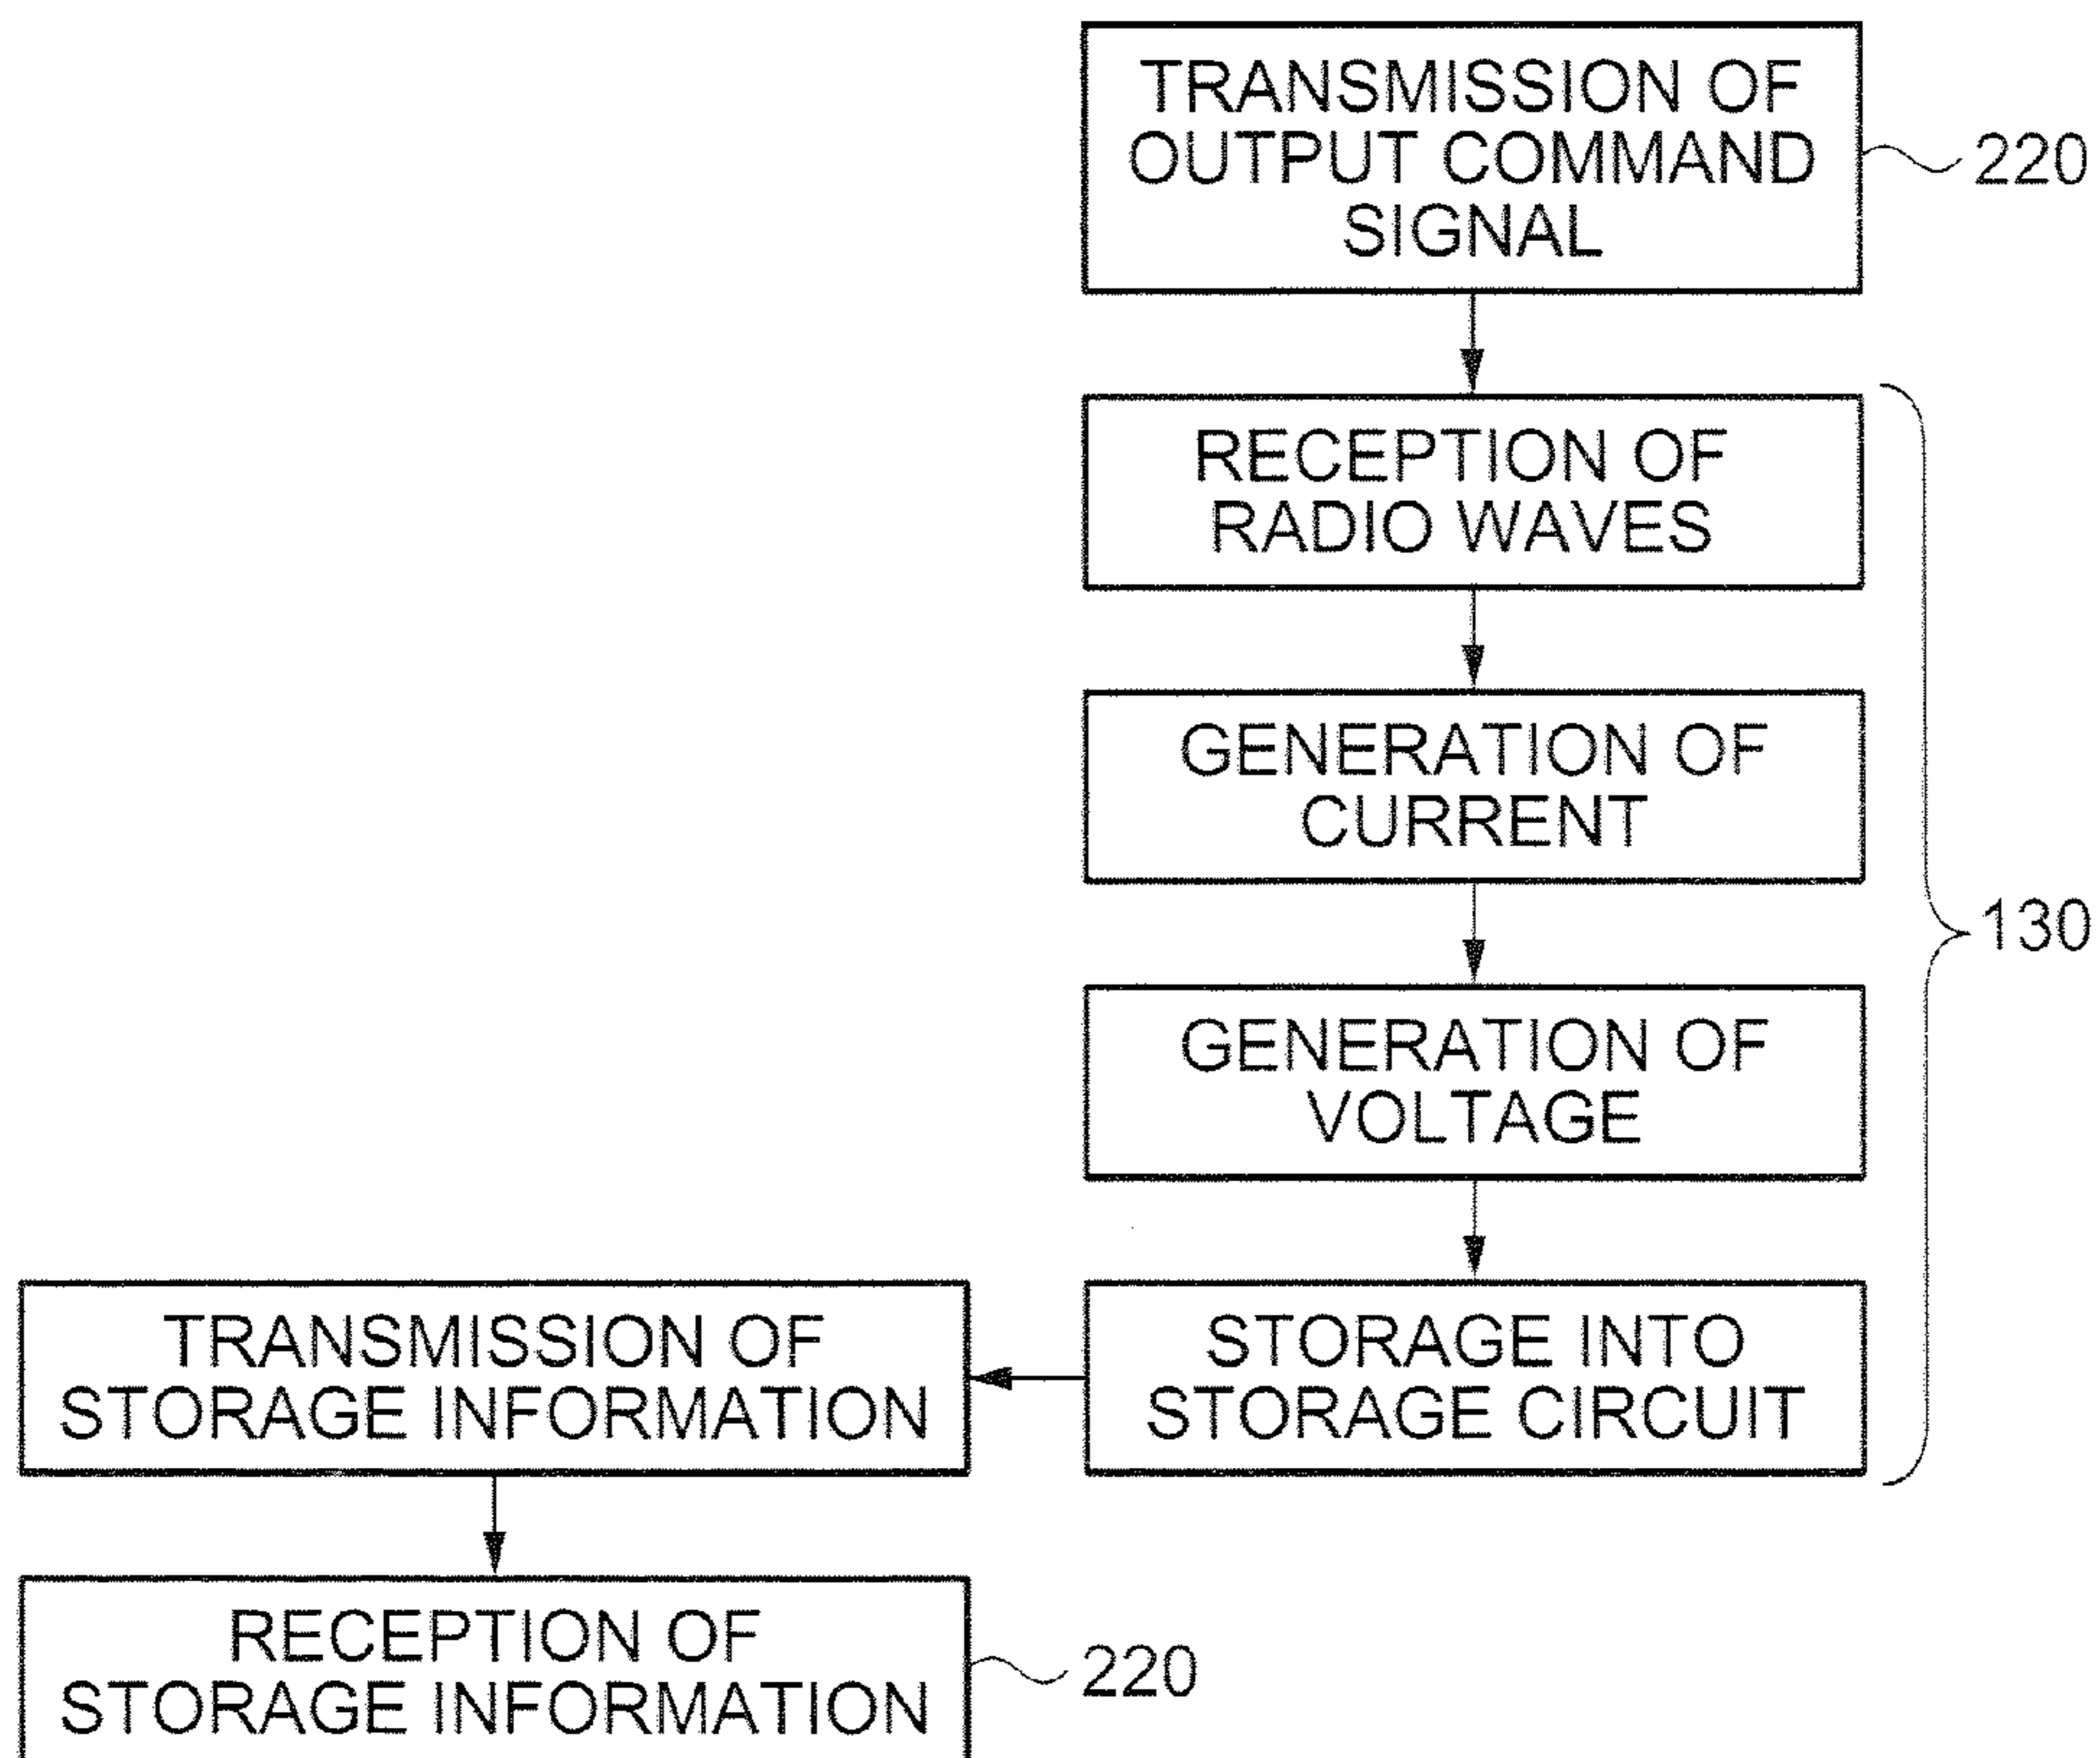 TRANSMISSION OF
OUTPUT COMMAND
SIGNAL
220
RECEPTION OF
RADIO WAVES
GENERATION OF
CURRENT
130
GENERATION OF
VOLTAGE
STORAGE INTO
STORAGE CIRCUIT
TRANSMISSION OF
STORAGE INFORMATION
RECEPTION OF
STORAGE INFORMATION
220